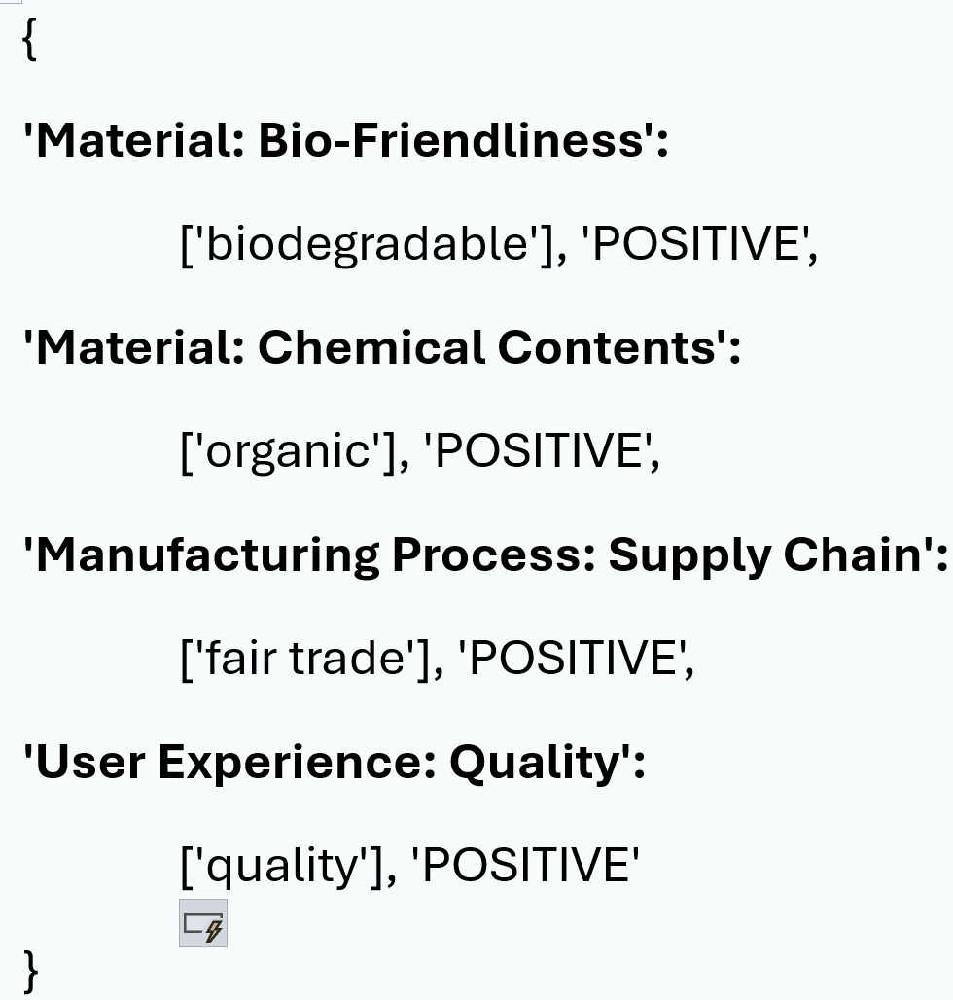 {
'Material: Bio-Friendliness':
['biodegradable'], 'POSITIVE',
'Material: Chemical Contents':
['organic'], 'POSITIVE',
'Manufacturing Process: Supply Chain':
['fair trade'], 'POSITIVE',
'User Experience: Quality':
['quality'], 'POSITIVE'
}